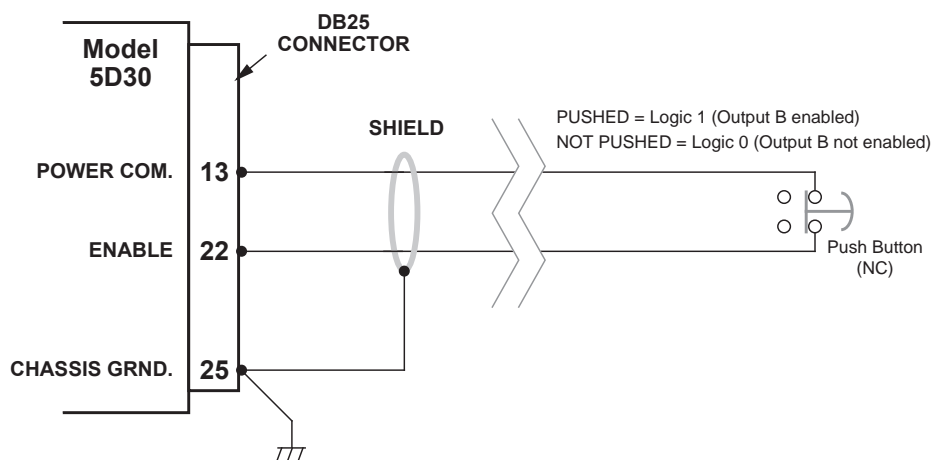 DB25
CONNECTOR
Model
5D30
SHIELD
PUSHED = Logic 1 (Output B enabled)
NOT PUSHED = Logic 0 (Output B not enabled)
POWER COM. 13
ENABLE 22
Push Button
(NC)
CHASSIS GRND. 25